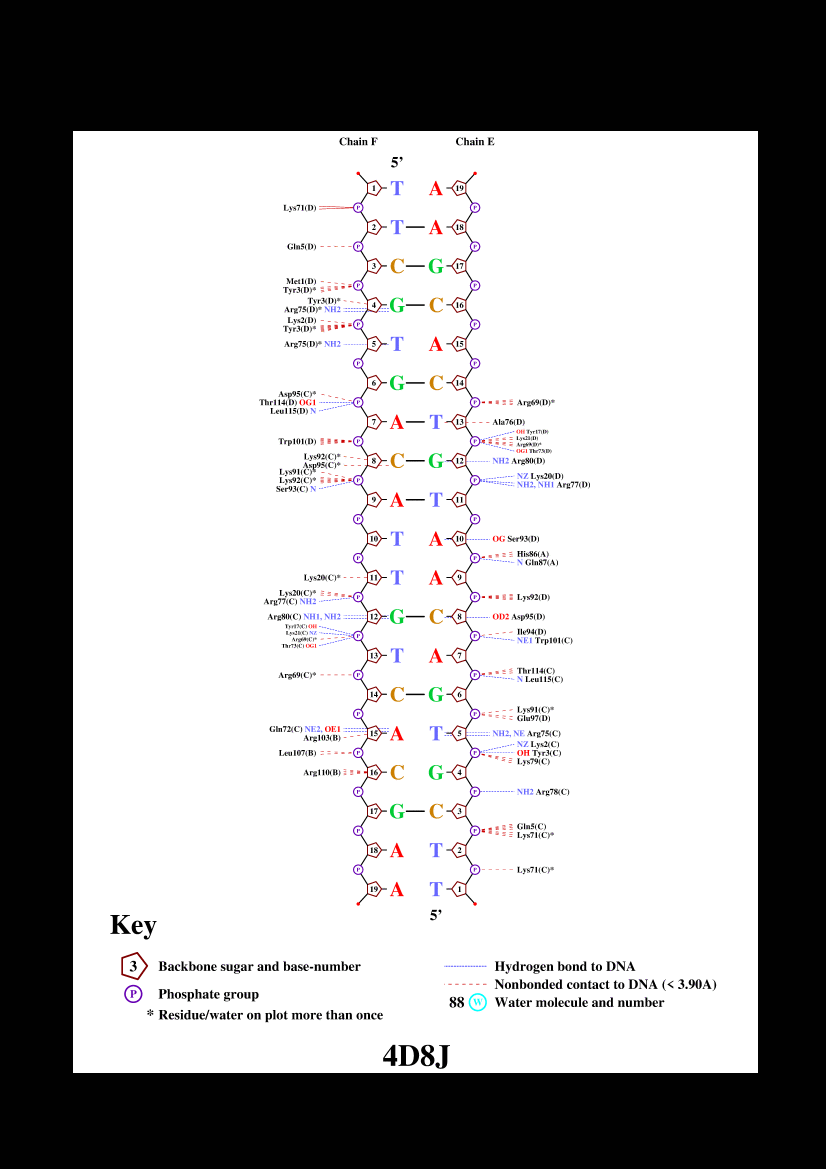 Chain F Chain E
5’
1 T A 19
P P
Lys71(D)
2 T A 18
Gln5(D) P P
3 C G 17
Met1(D)
Tyr3(D)* P P
Tyr3(D)*
4 G C 16
Arg75(D)* NH2
Lys2(D)
P P
Tyr3(D)*
Arg75(D)* NH2 5 T A 15
P P
6 G C 14
Asp95(C)*
Thr114(D) OG1 P P Arg69(D)*
Leu115(D) N
7 A T 13 Ala76(D)
OH Tyr17(D)
Trp101(D) P P Lys21(D)
Arg69(D)*
OG1 Thr73(D)
Lys92(C)*
8 C G 12 NH2 Arg80(D)
Asp95(C)*
Lys91(C)*
NZ Lys20(D)
Lys92(C)* P P
NH2, NH1 Arg77(D)
Ser93(C) N
9 A T 11
P P
10 T A 10 OG Ser93(D)
His86(A)
P P
N Gln87(A)
Lys20(C)* 11 T A 9
Lys20(C)*
P P Lys92(D)
Arg77(C) NH2
Arg80(C) NH1, NH2 12 G C 8 OD2 Asp95(D)
Tyr17(C) OH
Lys21(C) NZ Ile94(D)
P P
Arg69(C)* NE1 Trp101(C)
Thr73(C) OG1
13 T A 7
Thr114(C)
Arg69(C)* P P
N Leu115(C)
14 C G 6
Lys91(C)*
P P
Glu97(D)
Gln72(C) NE2, OE1
15 A T 5 NH2, NE Arg75(C)
Arg103(B)
NZ Lys2(C)
Leu107(B) P P OH Tyr3(C)
Lys79(C)
Arg110(B) 16 C G 4
P P NH2 Arg78(C)
17 G C 3
Gln5(C)
P P
Lys71(C)*
18 A T 2
P P Lys71(C)*
19 A T 1
5’
Key
3 Backbone sugar and base-number
P Phosphate group
* Residue/water on plot more than once
Hydrogen bond to DNA
Nonbonded contact to DNA (< 3.90A)
88 W Water molecule and number
4D8J